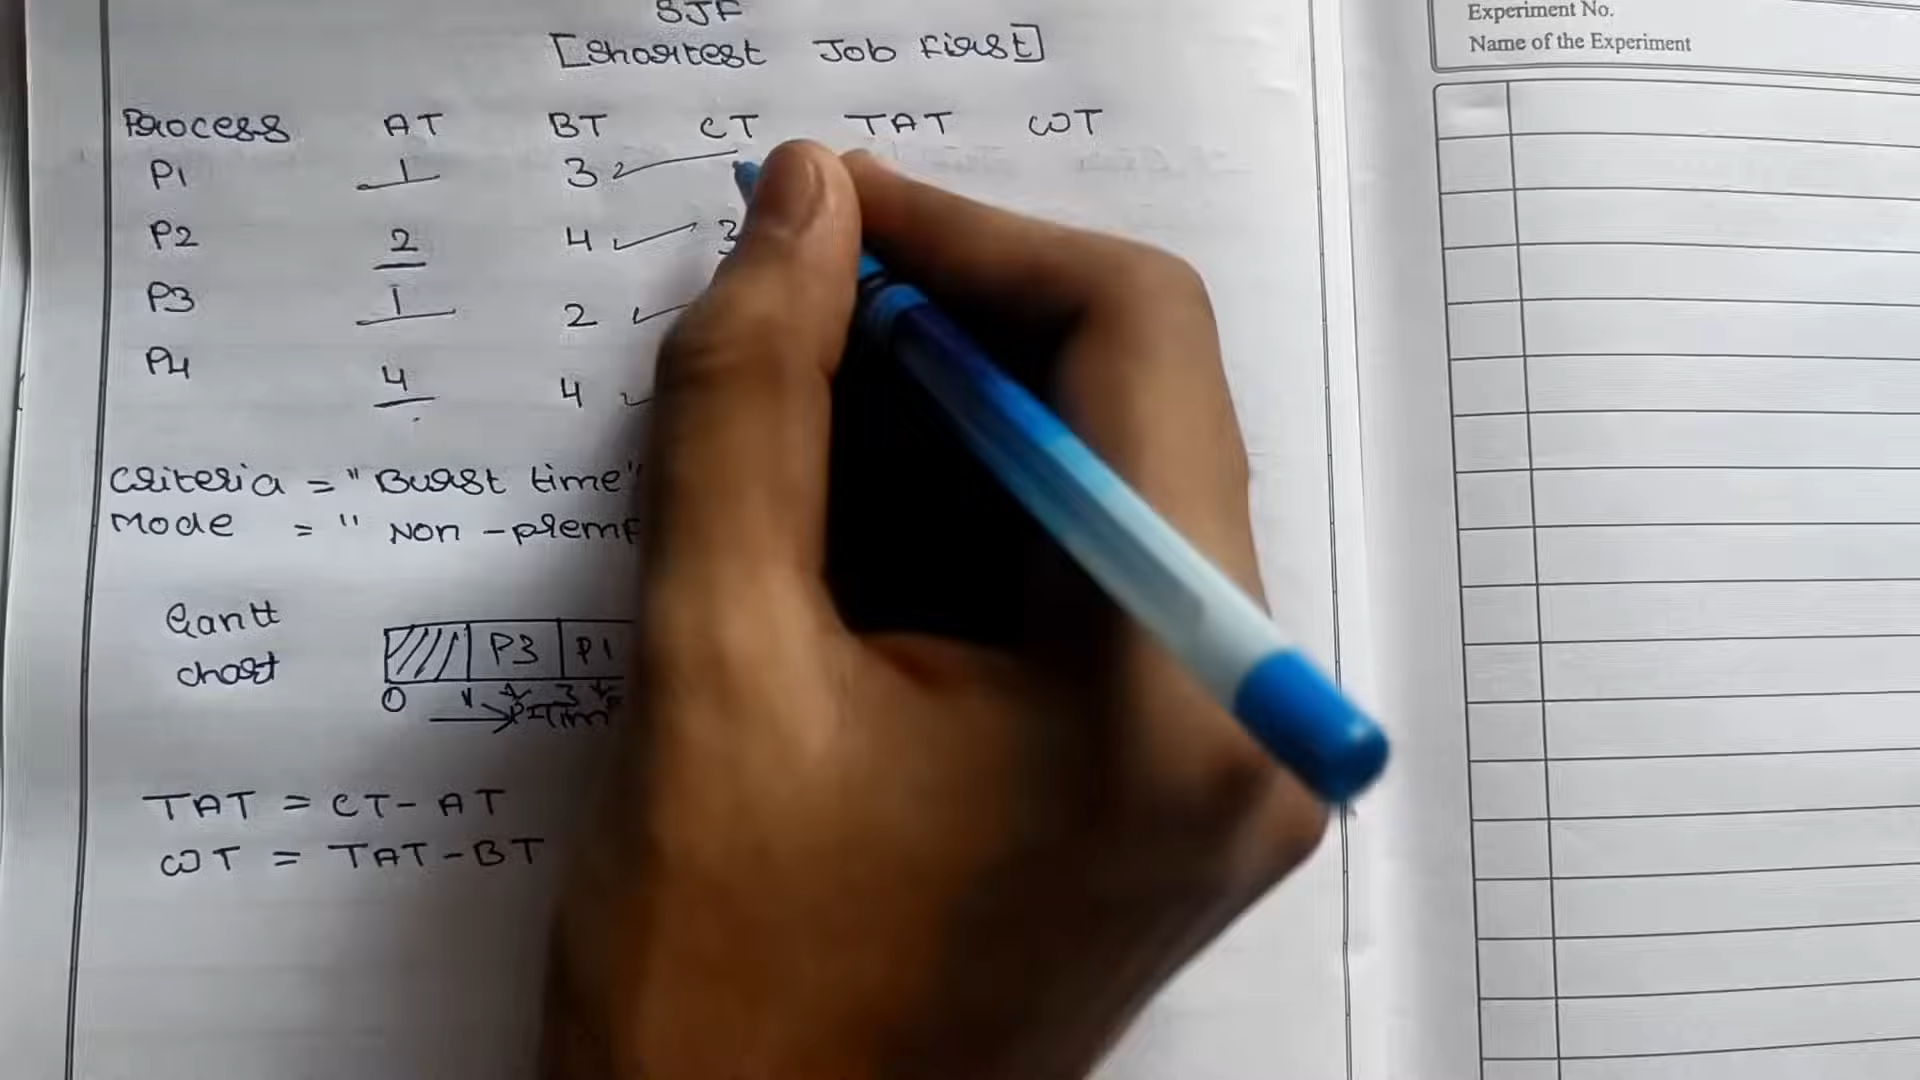 SJF
[Shortest Job First]
Process AT BT CT TAT WT
P1 1 3
P2 2 4 3
P3 1 2
P4 4 4
Criteria = "Burst time"
Mode = " Non - premp
Gantt
chart
P3 P1
0 1 3
TAT = CT - AT
WT = TAT - BT
Experiment No.
Name of the Experiment